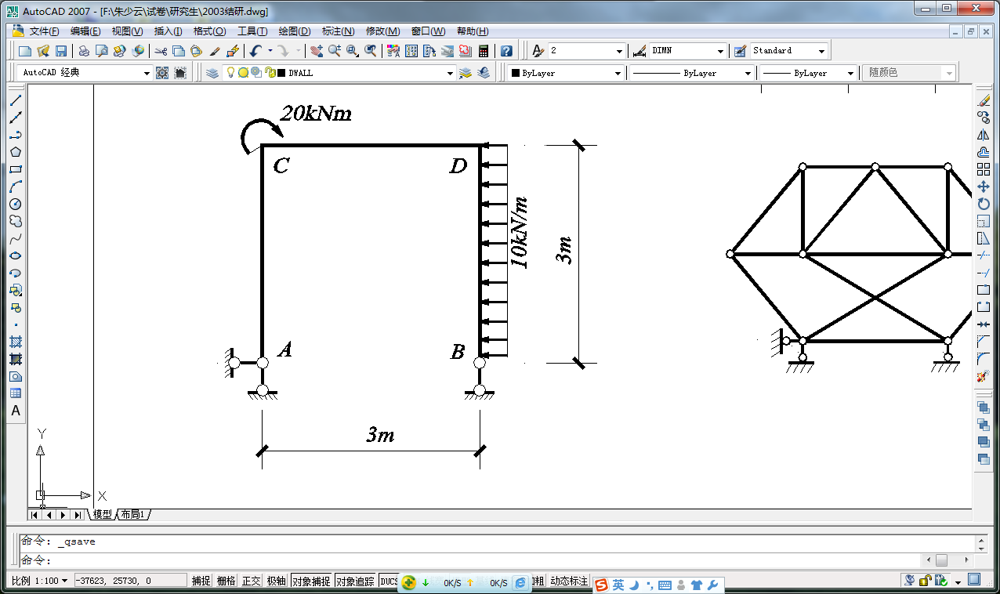 AutoCAD 2007 - [F:\朱少云\试卷\研究生\2003结研.dwg]
文件(F) 编辑(E) 视图(V) 插入(I) 格式(O) 工具(T) 绘图(D) 标注(N) 修改(M) 窗口(W) 帮助(H)
2 DIMN Standard
AutoCAD 经典 DWALL ByLayer ByLayer ByLayer 随颜色
20kNm
C D
10kN/m
3m
A B
3m
Y
X
A
模型 布局1
命令: _qsave
命令:
比例 1:100 -37623, -95730, 0 捕捉 栅格 正交 极轴 对象捕捉 对象追踪 DUCS 0K/S 0K/S 粗 动态标注
S 英